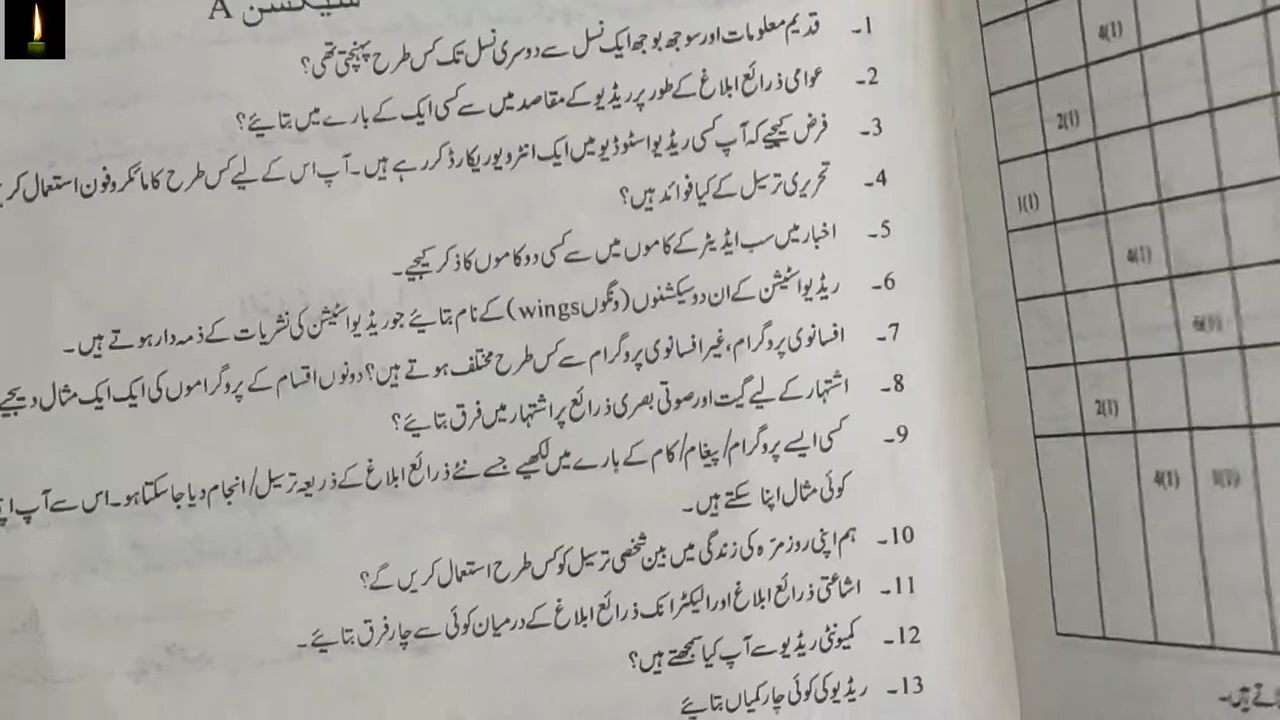 سیکشن A
1۔ قدیم معلومات اور سوجھ بوجھ ایک نسل سے دوسری نسل تک کس طرح پہنچتی تھی؟
2۔ عوامی ذرائع ابلاغ کے طور پر ریڈیو کے مقاصد میں سے کسی ایک کے بارے میں بتائیے؟
3۔ فرض کیجیے کہ آپ کسی ریڈیو اسٹوڈیو میں ایک انٹرویو ریکارڈ کر رہے ہیں۔ آپ اس کے لیے کس طرح کا مائکروفون استعمال
4۔ تحریری ترسیل کے کیا فوائد ہیں؟
5۔ اخبار میں سب ایڈیٹر کے کاموں میں سے کسی دو کاموں کا ذکر کیجیے۔
6۔ ریڈیو اسٹیشن کے ان دو سیکشنوں (ونگوں wings) کے نام بتائیے جو ریڈیو اسٹیشن کی نشریات کے ذمہ دار ہوتے ہیں۔
7۔ افسانوی پروگرام، غیر افسانوی پروگرام سے کس طرح مختلف ہوتے ہیں؟ دونوں اقسام کے پروگراموں کی ایک ایک مثال دیجیے
8۔ اشتہار کے لیے گیت اور صوتی بصری ذرائع پر اشتہار میں فرق بتائیے؟
9۔ کسی ایسے پروگرام/پیغام/کام کے بارے میں لکھیے جسے نئے ذرائع ابلاغ کے ذریعہ ترسیل/انجام دیا جا سکتا ہو۔ اس سے آپ
کوئی مثال اپنا سکتے ہیں۔
10۔ ہم اپنی روز مرّہ کی زندگی میں بین شخصی ترسیل کو کس طرح استعمال کریں گے؟
11۔ اشاعتی ذرائع ابلاغ اور الیکٹرانک ذرائع ابلاغ کے درمیان کوئی سے چار فرق بتائیے۔
12۔ کمیونٹی ریڈیو سے آپ کیا سمجھتے ہیں؟
13۔ ریڈیو کی کوئی چار کمیاں بتائیے
4(1)
2(1)
1(1)
4(1)
6(1)
2(1)
4(1)